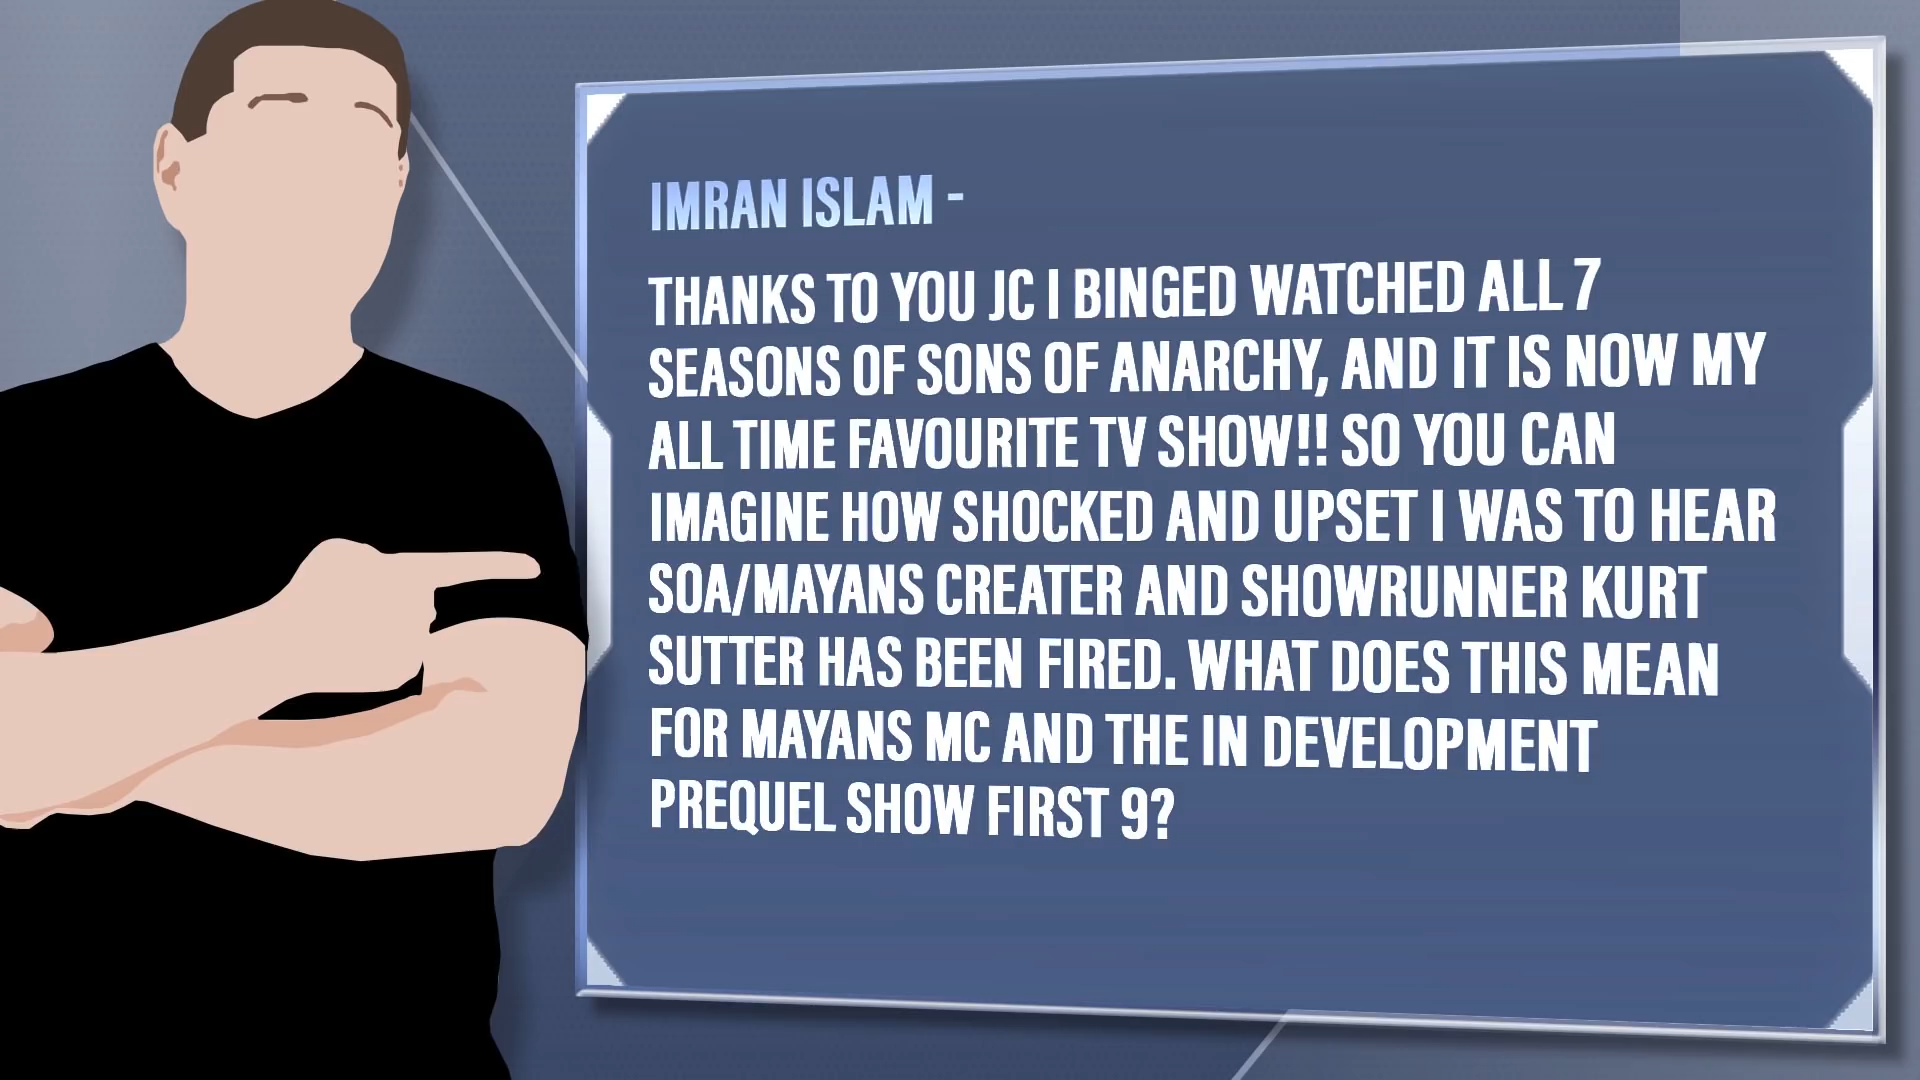 IMRAN ISLAM -
THANKS TO YOU JC I BINGED WATCHED ALL 7
SEASONS OF SONS OF ANARCHY, AND IT IS NOW MY
ALL TIME FAVOURITE TV SHOW!! SO YOU CAN
IMAGINE HOW SHOCKED AND UPSET I WAS TO HEAR
SOA/MAYANS CREATER AND SHOWRUNNER KURT
SUTTER HAS BEEN FIRED. WHAT DOES THIS MEAN
FOR MAYANS MC AND THE IN DEVELOPMENT
PREQUEL SHOW FIRST 9?